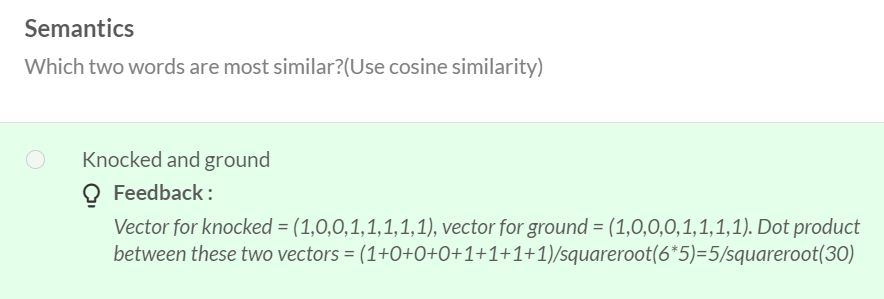 Semantics
Which two words are most similar?(Use cosine similarity)
Knocked and ground
Feedback :
Vector for knocked = (1,0,0,1,1,1,1,1), vector for ground = (1,0,0,0,1,1,1,1). Dot product
between these two vectors = (1+0+0+0+1+1+1+1)/squareroot(6*5)=5/squareroot(30)